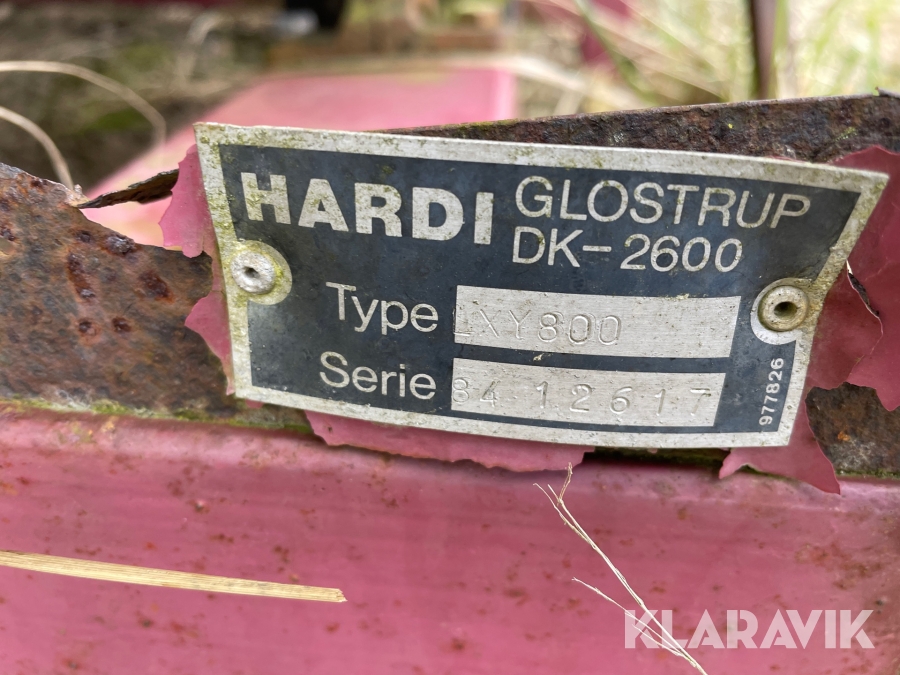 HARDI GLOSTRUP
DK-2600
Type LXY800
Serie 84 12617
977826
KLARAVIK